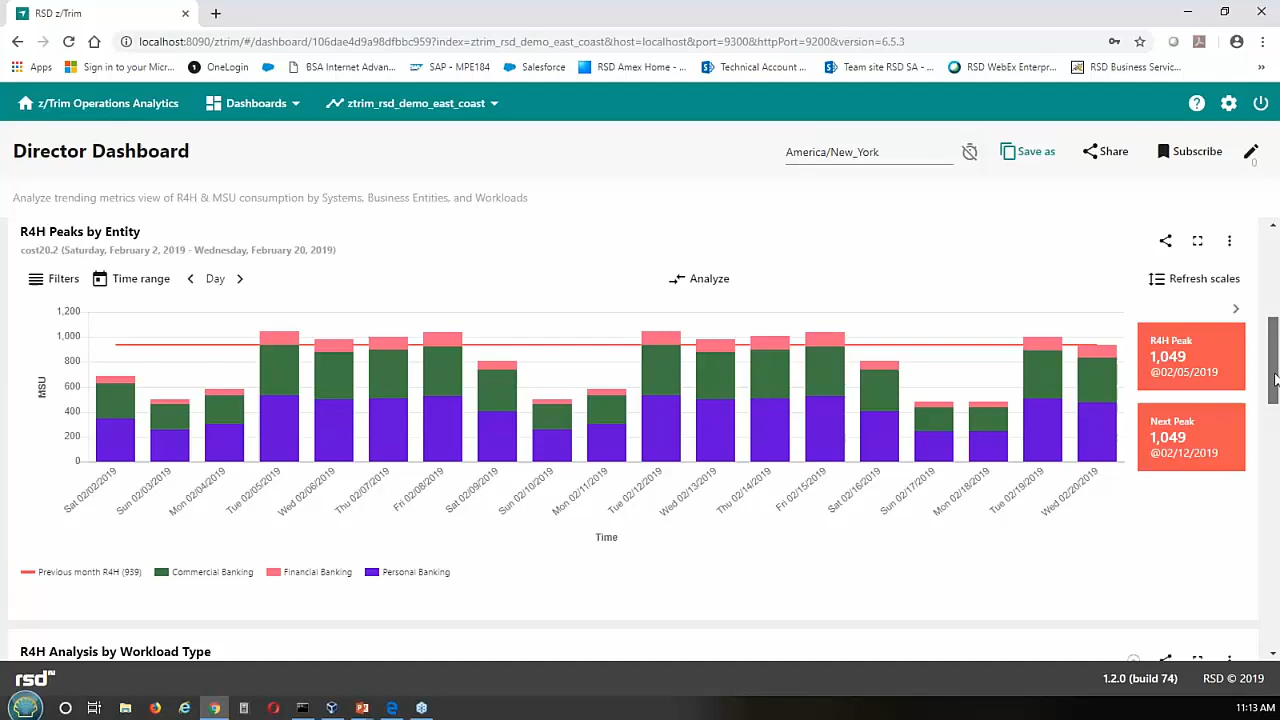 RSD z/Trim
localhost:8090/ztrim/#/dashboard/106dae4d9a98dfbbc959?index=ztrim_rsd_demo_east_coast&host=localhost&port=9300&httpPort=9200&version=6.5.3
Apps Sign in to your Micr... OneLogin BSA Internet Advan... SAP - MPE184 Salesforce RSD Amex Home - ... Technical Account ... Team site RSD SA - ... RSD WebEx Enterpr... RSD Business Servic... »
z/Trim Operations Analytics Dashboards ztrim_rsd_demo_east_coast
Director Dashboard
America/New_York Save as Share Subscribe
0
Analyze trending metrics view of R4H & MSU consumption by Systems, Business Entities, and Workloads
R4H Peaks by Entity
cost20.2 (Saturday, February 2, 2019 - Wednesday, February 20, 2019)
Filters Time range Day Analyze Refresh scales
1,200
1,000
800
600
400
200
0
MSU
R4H Peak
1,049
@02/05/2019
Next Peak
1,049
@02/12/2019
Sat 02/02/2019 Sun 02/03/2019 Mon 02/04/2019 Tue 02/05/2019 Wed 02/06/2019 Thu 02/07/2019 Fri 02/08/2019 Sat 02/09/2019 Sun 02/10/2019 Mon 02/11/2019 Tue 02/12/2019 Wed 02/13/2019 Thu 02/14/2019 Fri 02/15/2019 Sat 02/16/2019 Sun 02/17/2019 Mon 02/18/2019 Tue 02/19/2019 Wed 02/20/2019
Time
Previous month R4H (939) Commercial Banking Financial Banking Personal Banking
R4H Analysis by Workload Type
rsd 1.2.0 (build 74) RSD © 2019
11:13 AM